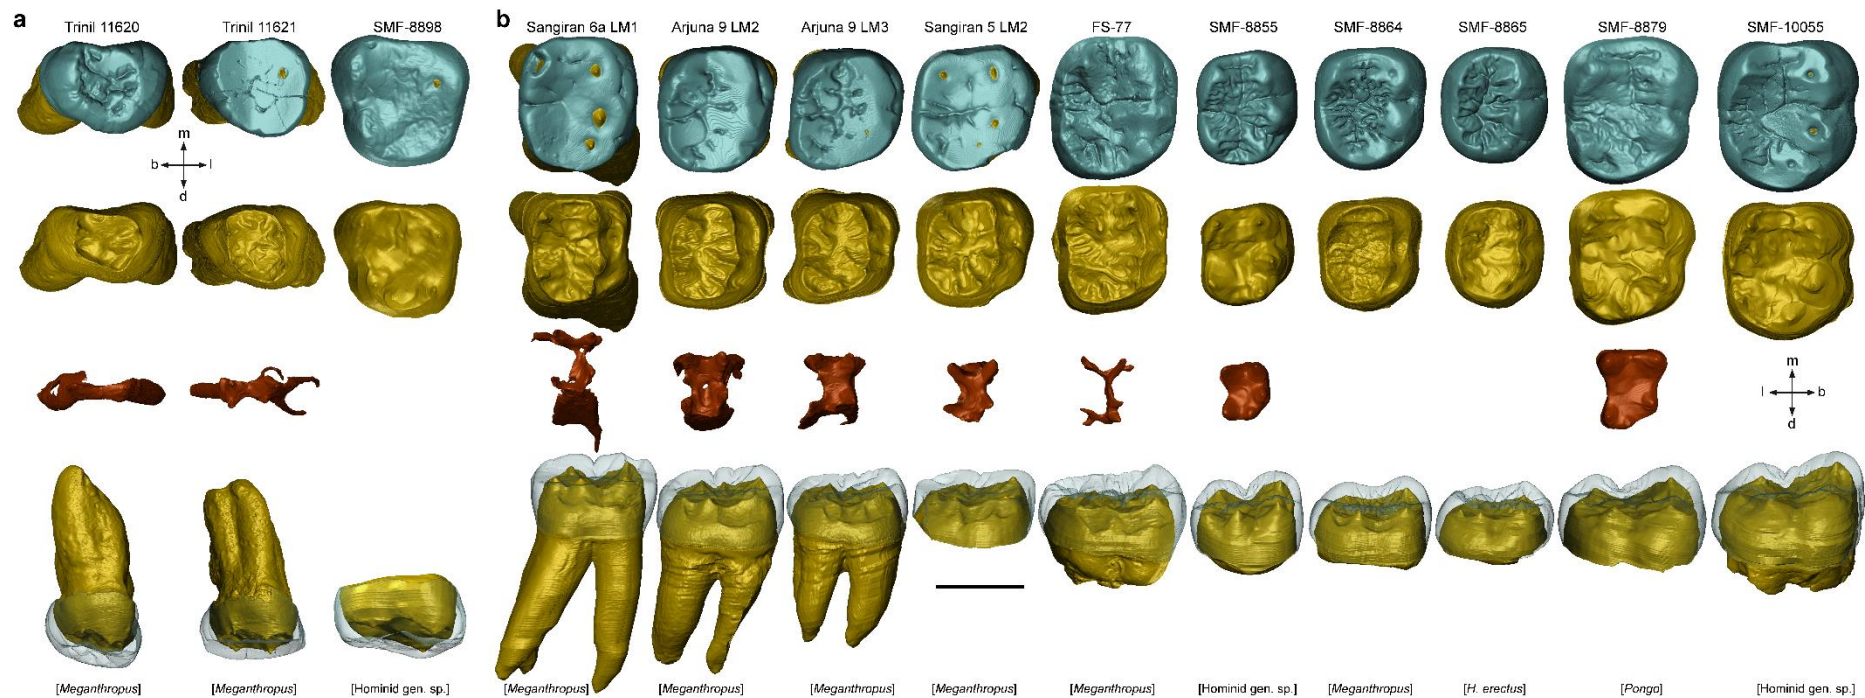 a
Trinil 11620
Trinil 11621
SMF-8898
m
b
l
d
[Meganthropus]
[Meganthropus]
[Hominid gen. sp.]
b
Sangiran 6a LM1
Arjuna 9 LM2
Arjuna 9 LM3
Sangiran 5 LM2
FS-77
SMF-8855
SMF-8864
SMF-8865
SMF-8879
SMF-10055
m
l
b
d
[Meganthropus]
[Meganthropus]
[Meganthropus]
[Meganthropus]
[Hominid gen. sp.]
[Meganthropus]
[H. erectus]
[Pongo]
[Hominid gen. sp.]